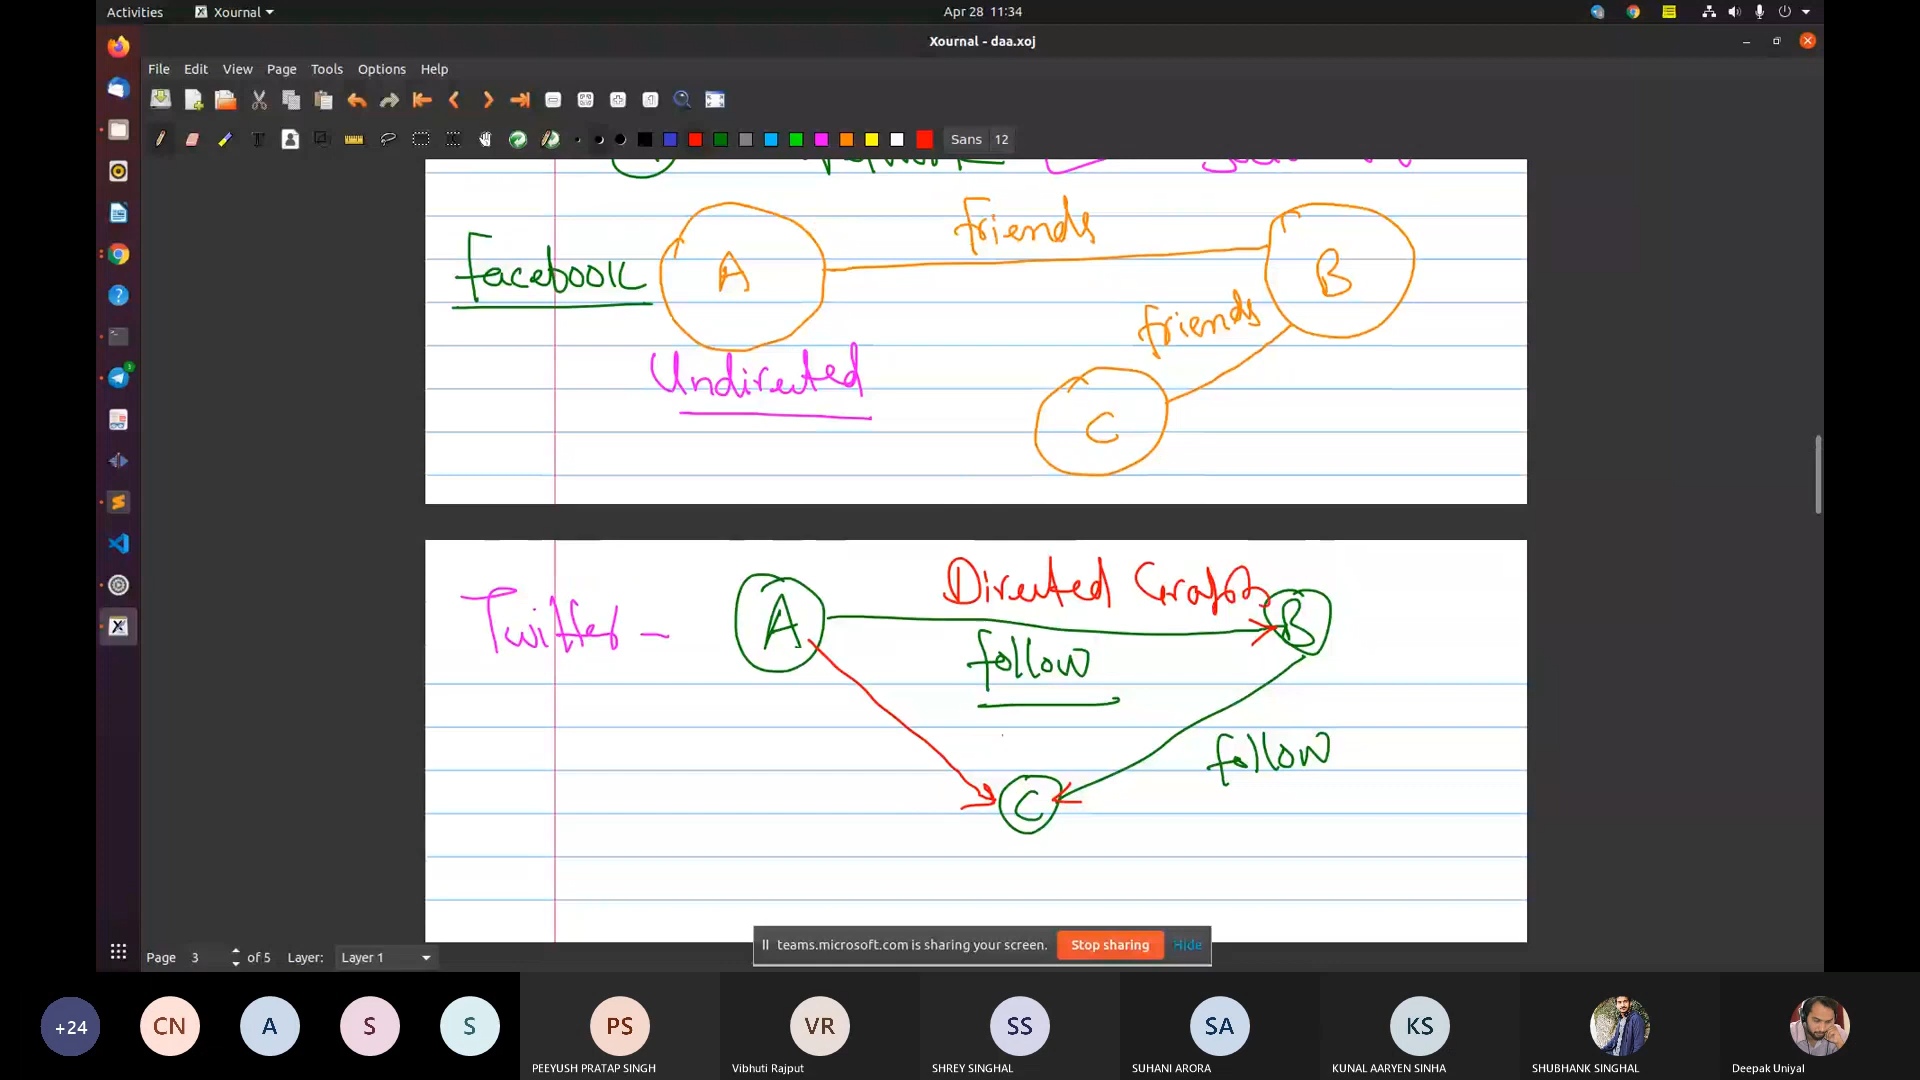 Activities Xournal Apr 28 11:34
Xournal - daa.xoj
File Edit View Page Tools Options Help
Sans 12
Friends
Facebook A B
friends
Undirected
C
Directed Graph
Twitter - A B
follow
follow
C
teams.microsoft.com is sharing your screen. Stop sharing Hide
Page 3 of 5 Layer: Layer 1
+24 CN A S S PS VR SS SA KS
PEEYUSH PRATAP SINGH Vibhuti Rajput SHREY SINGHAL SUHANI ARORA KUNAL AARYEN SINHA SHUBHANK SINGHAL Deepak Uniyal